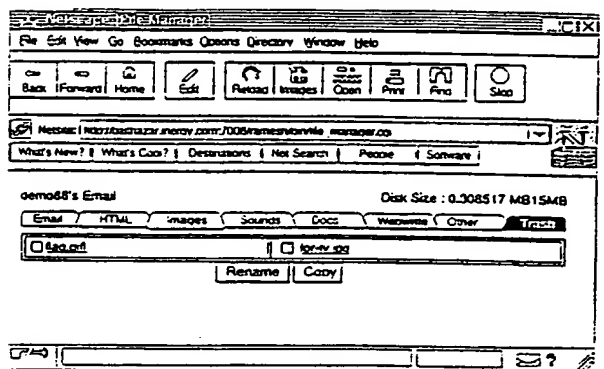 Netscape - [File Manager]
File Edit View Go Bookmarks Options Directory Window Help
Back Forward Home Edit Reload Images Open Print Find Stop
Netsite:
What's New? What's Cool? Destinations Net Search People Software
demo88's Email Disk Size : 0.308517 MB15MB
Email HTML Images Sounds Docs Webwrite Other Trash
Rename Copy
?